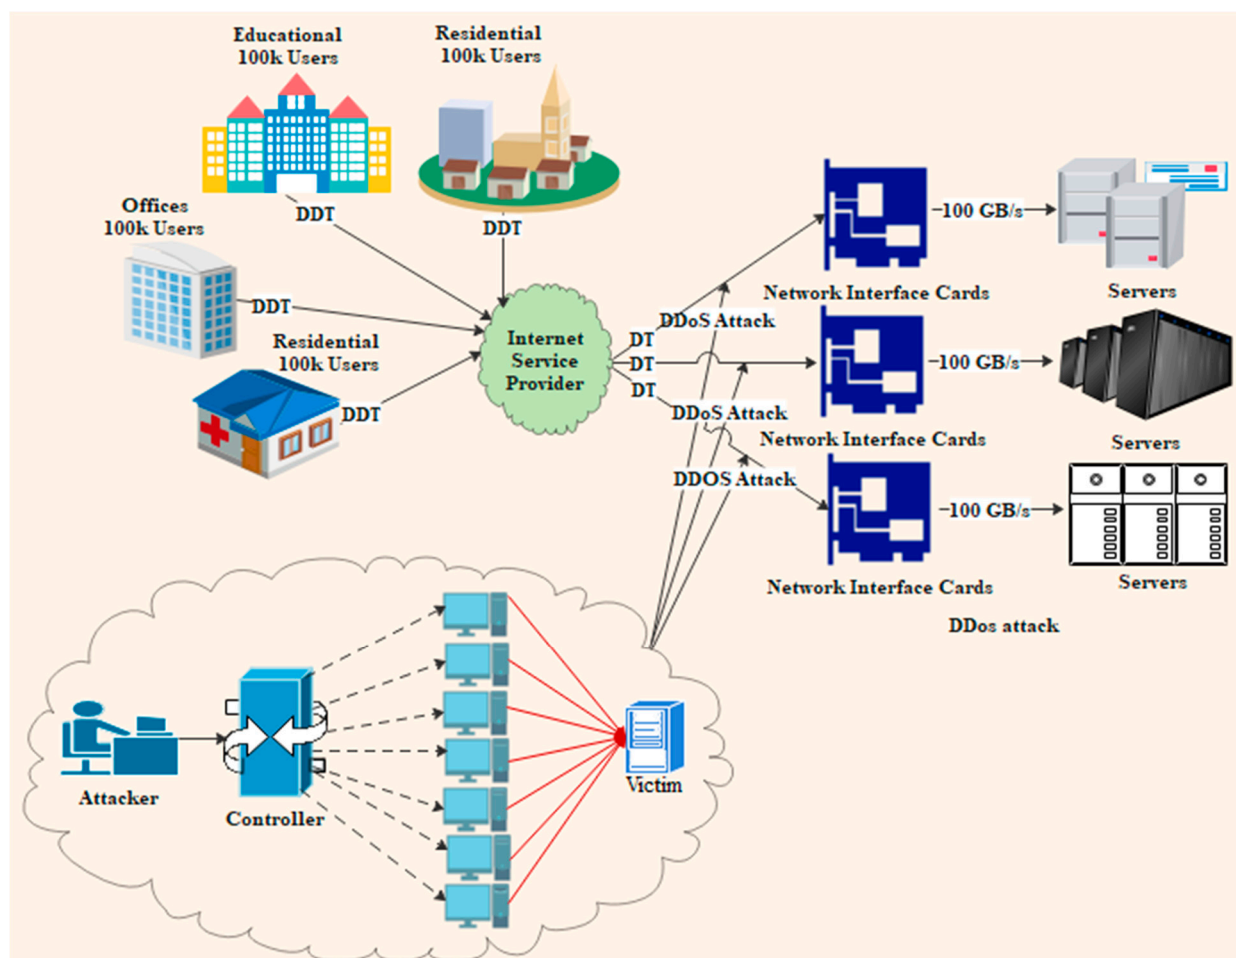 Educational
100k Users
Residential
100k Users
Offices
100k Users
DDT
DDT
DDT
Residential
100k Users
DDT
Internet
Service
Provider
DT
DT
DT
DDoS Attack
DDoS Attack
DDOS Attack
100 GB/s
Network Interface Cards
Servers
100 GB/s
Network Interface Cards
Servers
100 GB/s
Network Interface Cards
Servers
DDos attack
Attacker
Controller
Victim